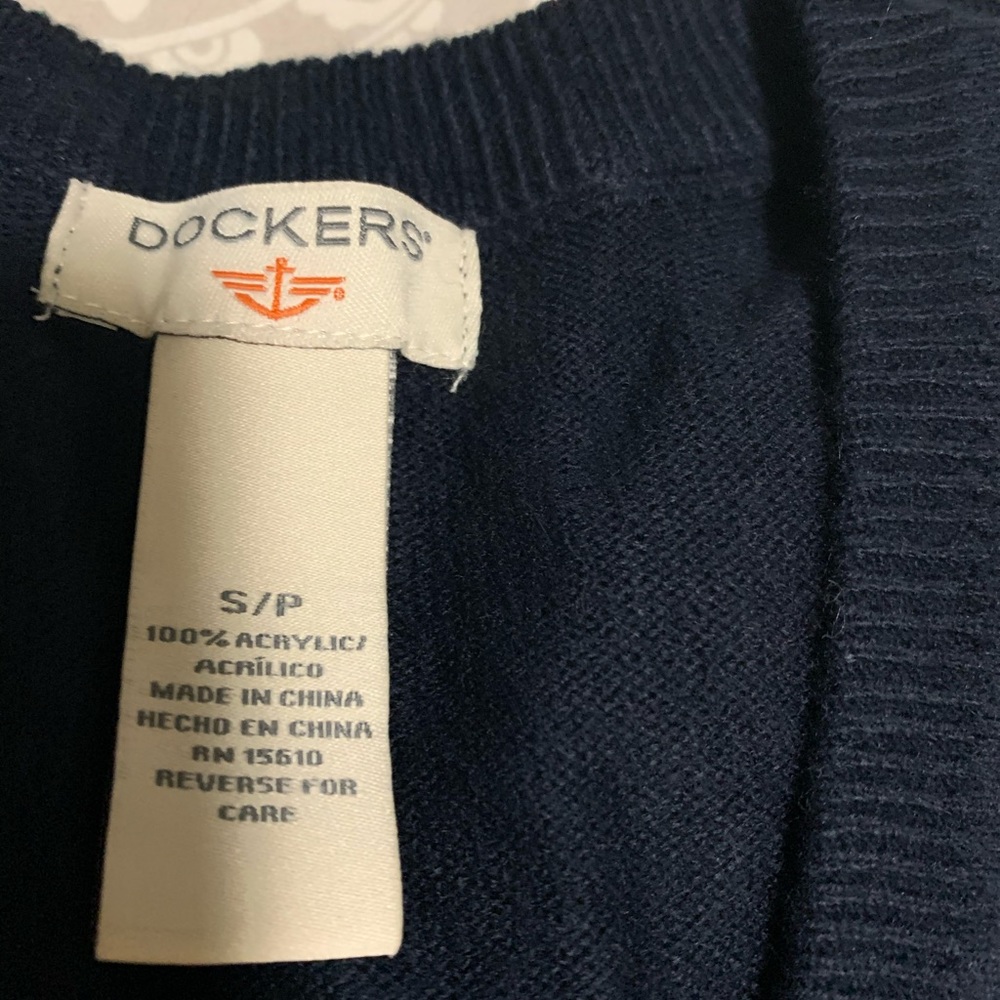 DOCKERS®
®
S/P
100% ACRYLIC/
ACRÍLICO
MADE IN CHINA
HECHO EN CHINA
RN 15610
REVERSE FOR
CARE